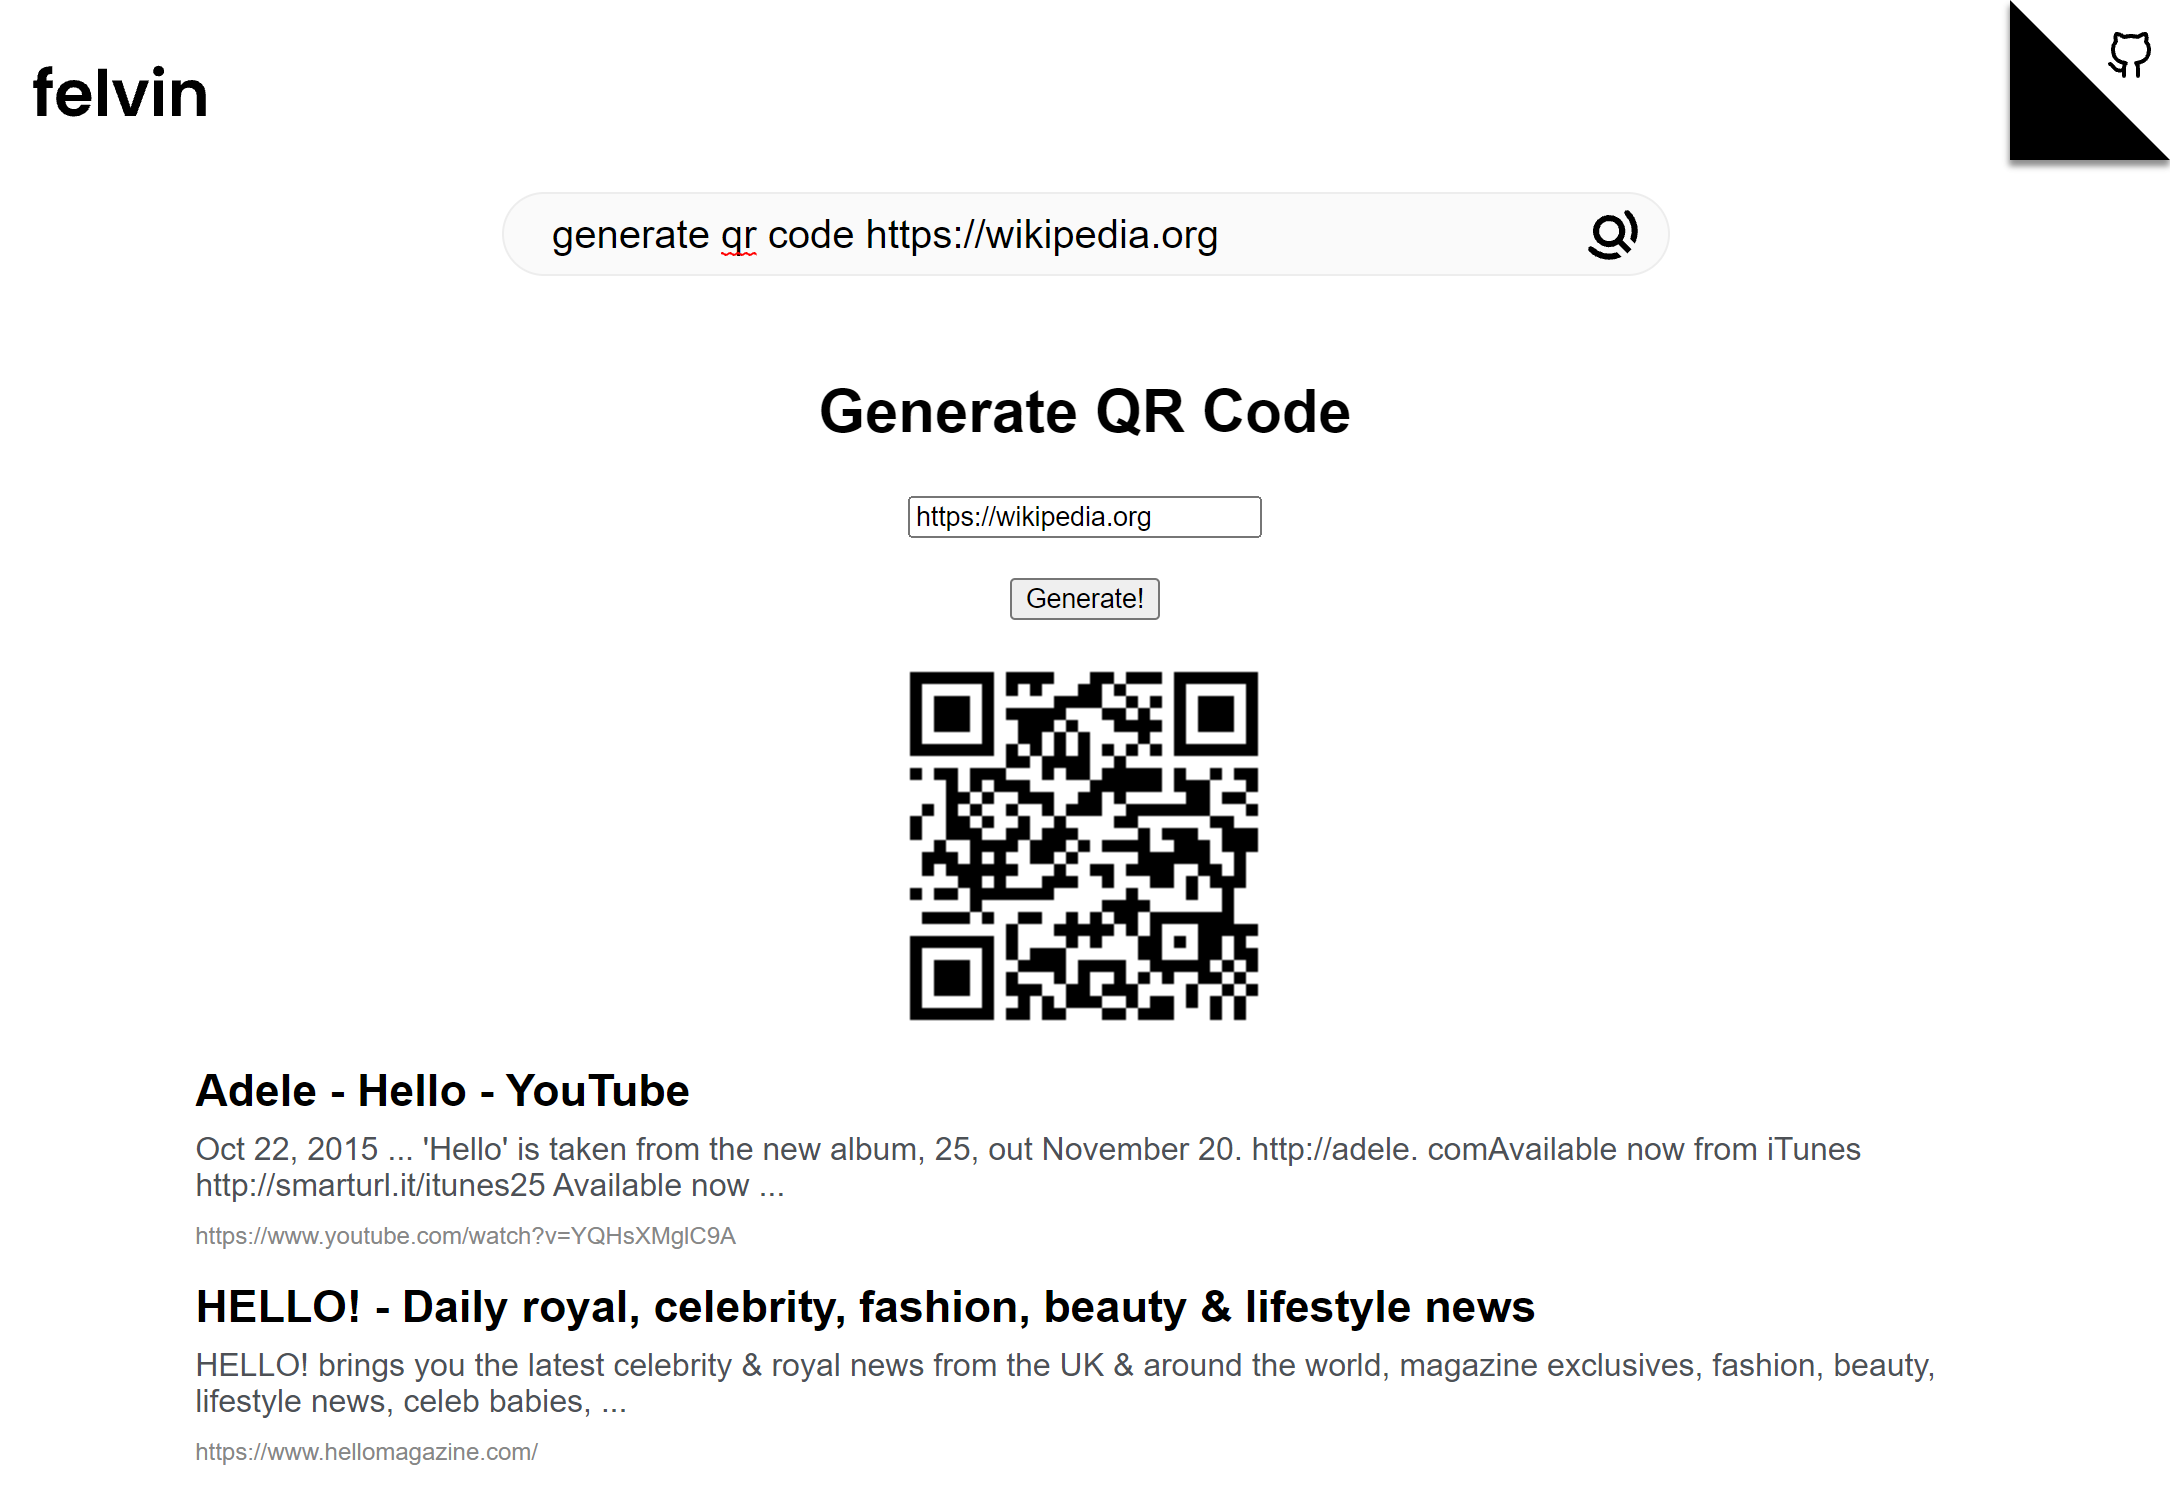 felvin
generate qr code https://wikipedia.org
Generate QR Code
https://wikipedia.org
Generate!
Adele - Hello - YouTube
Oct 22, 2015 ... 'Hello' is taken from the new album, 25, out November 20. http://adele. comAvailable now from iTunes
http://smarturl.it/itunes25 Available now ...
https://www.youtube.com/watch?v=YQHsXMglC9A
HELLO! - Daily royal, celebrity, fashion, beauty & lifestyle news
HELLO! brings you the latest celebrity & royal news from the UK & around the world, magazine exclusives, fashion, beauty,
lifestyle news, celeb babies, ...
https://www.hellomagazine.com/